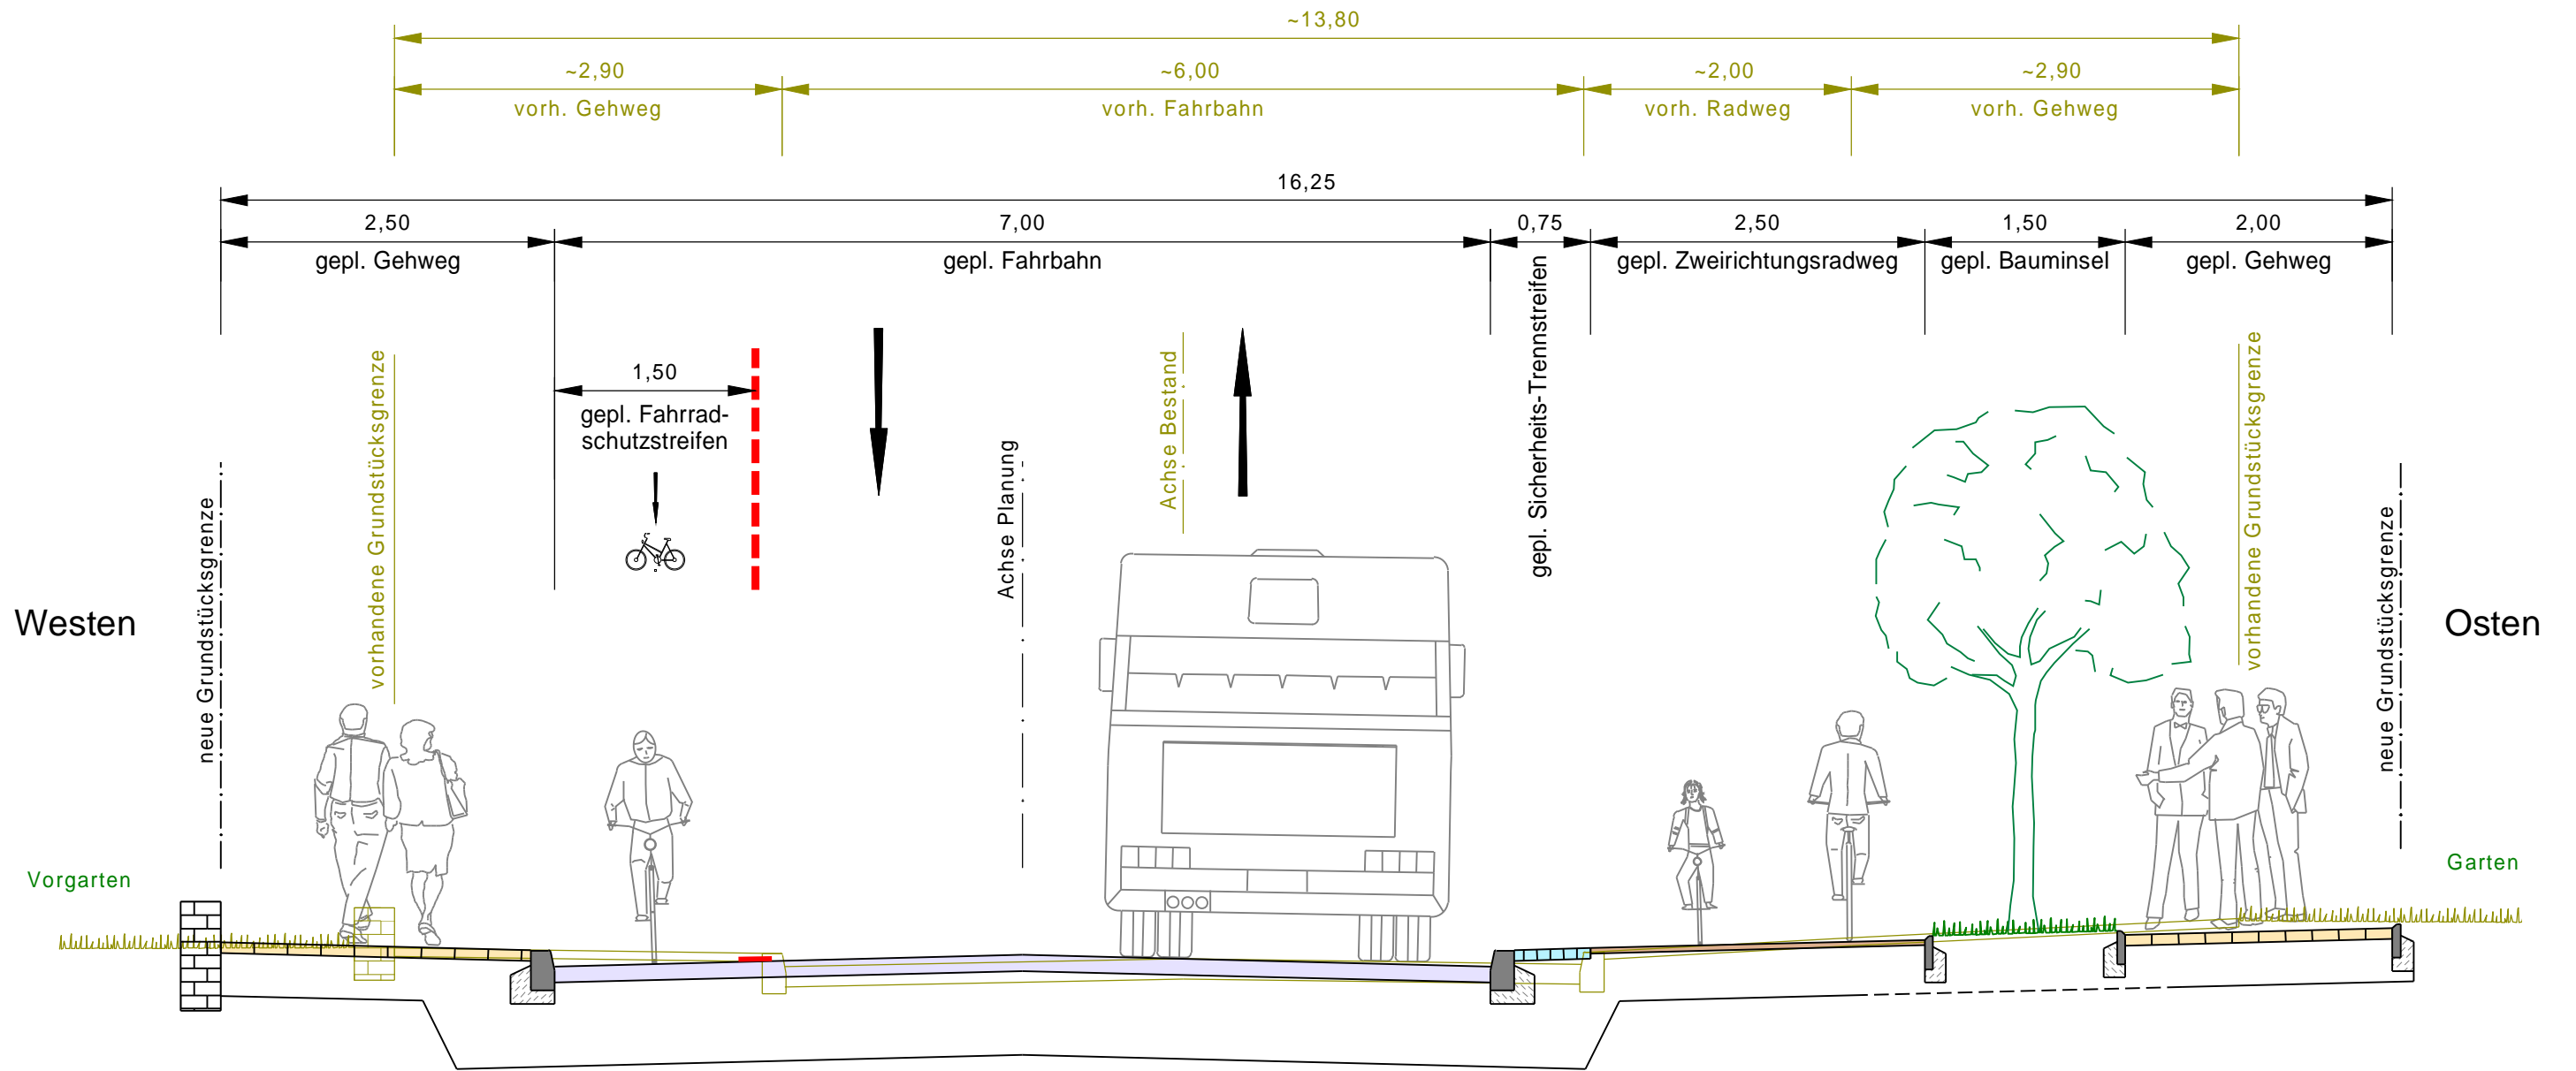 ~13,80
~2,90
~6,00
~2,00
~2,90
vorh. Gehweg
vorh. Fahrbahn
vorh. Radweg
vorh. Gehweg
16,25
2,50
7,00
0,75
2,50
1,50
2,00
gepl. Gehweg
gepl. Fahrbahn
gepl. Sicherheits-Trennstreifen
gepl. Zweirichtungsradweg
gepl. Bauminsel
gepl. Gehweg
1,50
gepl. Fahrrad-
schutzstreifen
neue Grundstücksgrenze
vorhandene Grundstücksgrenze
Achse Planung
Achse Bestand
vorhandene Grundstücksgrenze
neue Grundstücksgrenze
Westen
Osten
Vorgarten
Garten